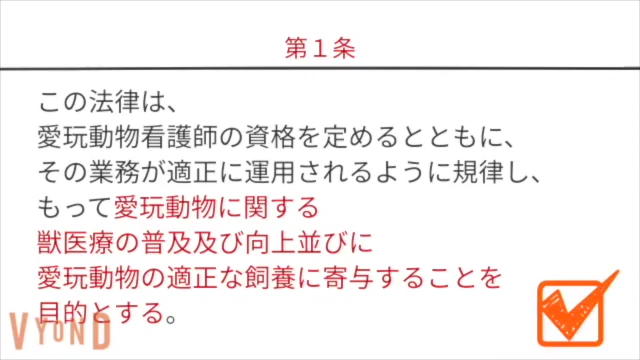 第１条
この法律は、
愛玩動物看護師の資格を定めるとともに、
その業務が適正に運用されるように規律し、
もって愛玩動物に関する
獣医療の普及及び向上並びに
愛玩動物の適正な飼養に寄与することを
目的とする。
VYOND